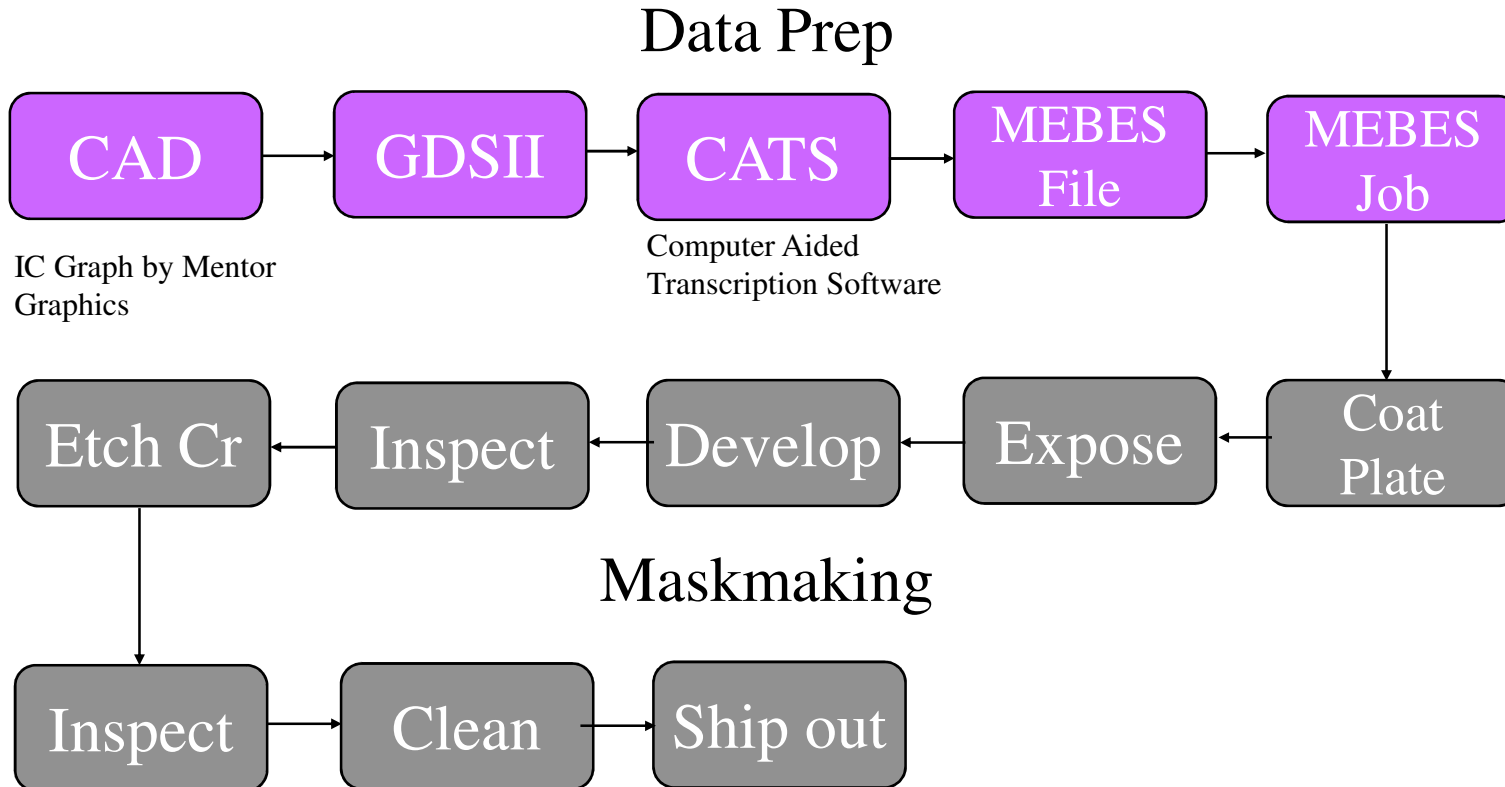 Data Prep
CAD
GDSII
CATS
MEBES
File
MEBES
Job
IC Graph by Mentor
Graphics
Computer Aided
Transcription Software
Etch Cr
Inspect
Develop
Expose
Coat
Plate
Maskmaking
Inspect
Clean
Ship out